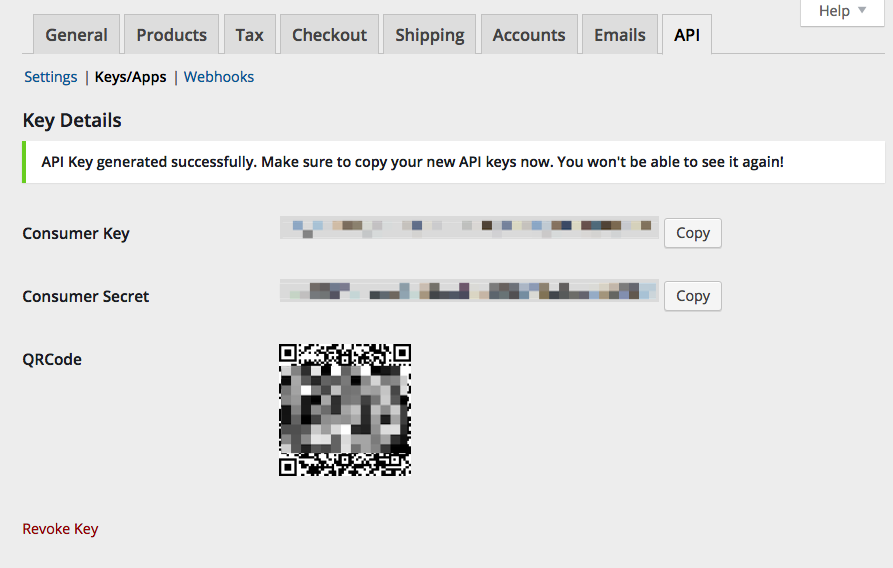 Help
General Products Tax Checkout Shipping Accounts Emails API
Settings | Keys/Apps | Webhooks
Key Details
API Key generated successfully. Make sure to copy your new API keys now. You won't be able to see it again!
Consumer Key Copy
Consumer Secret Copy
QRCode
Revoke Key